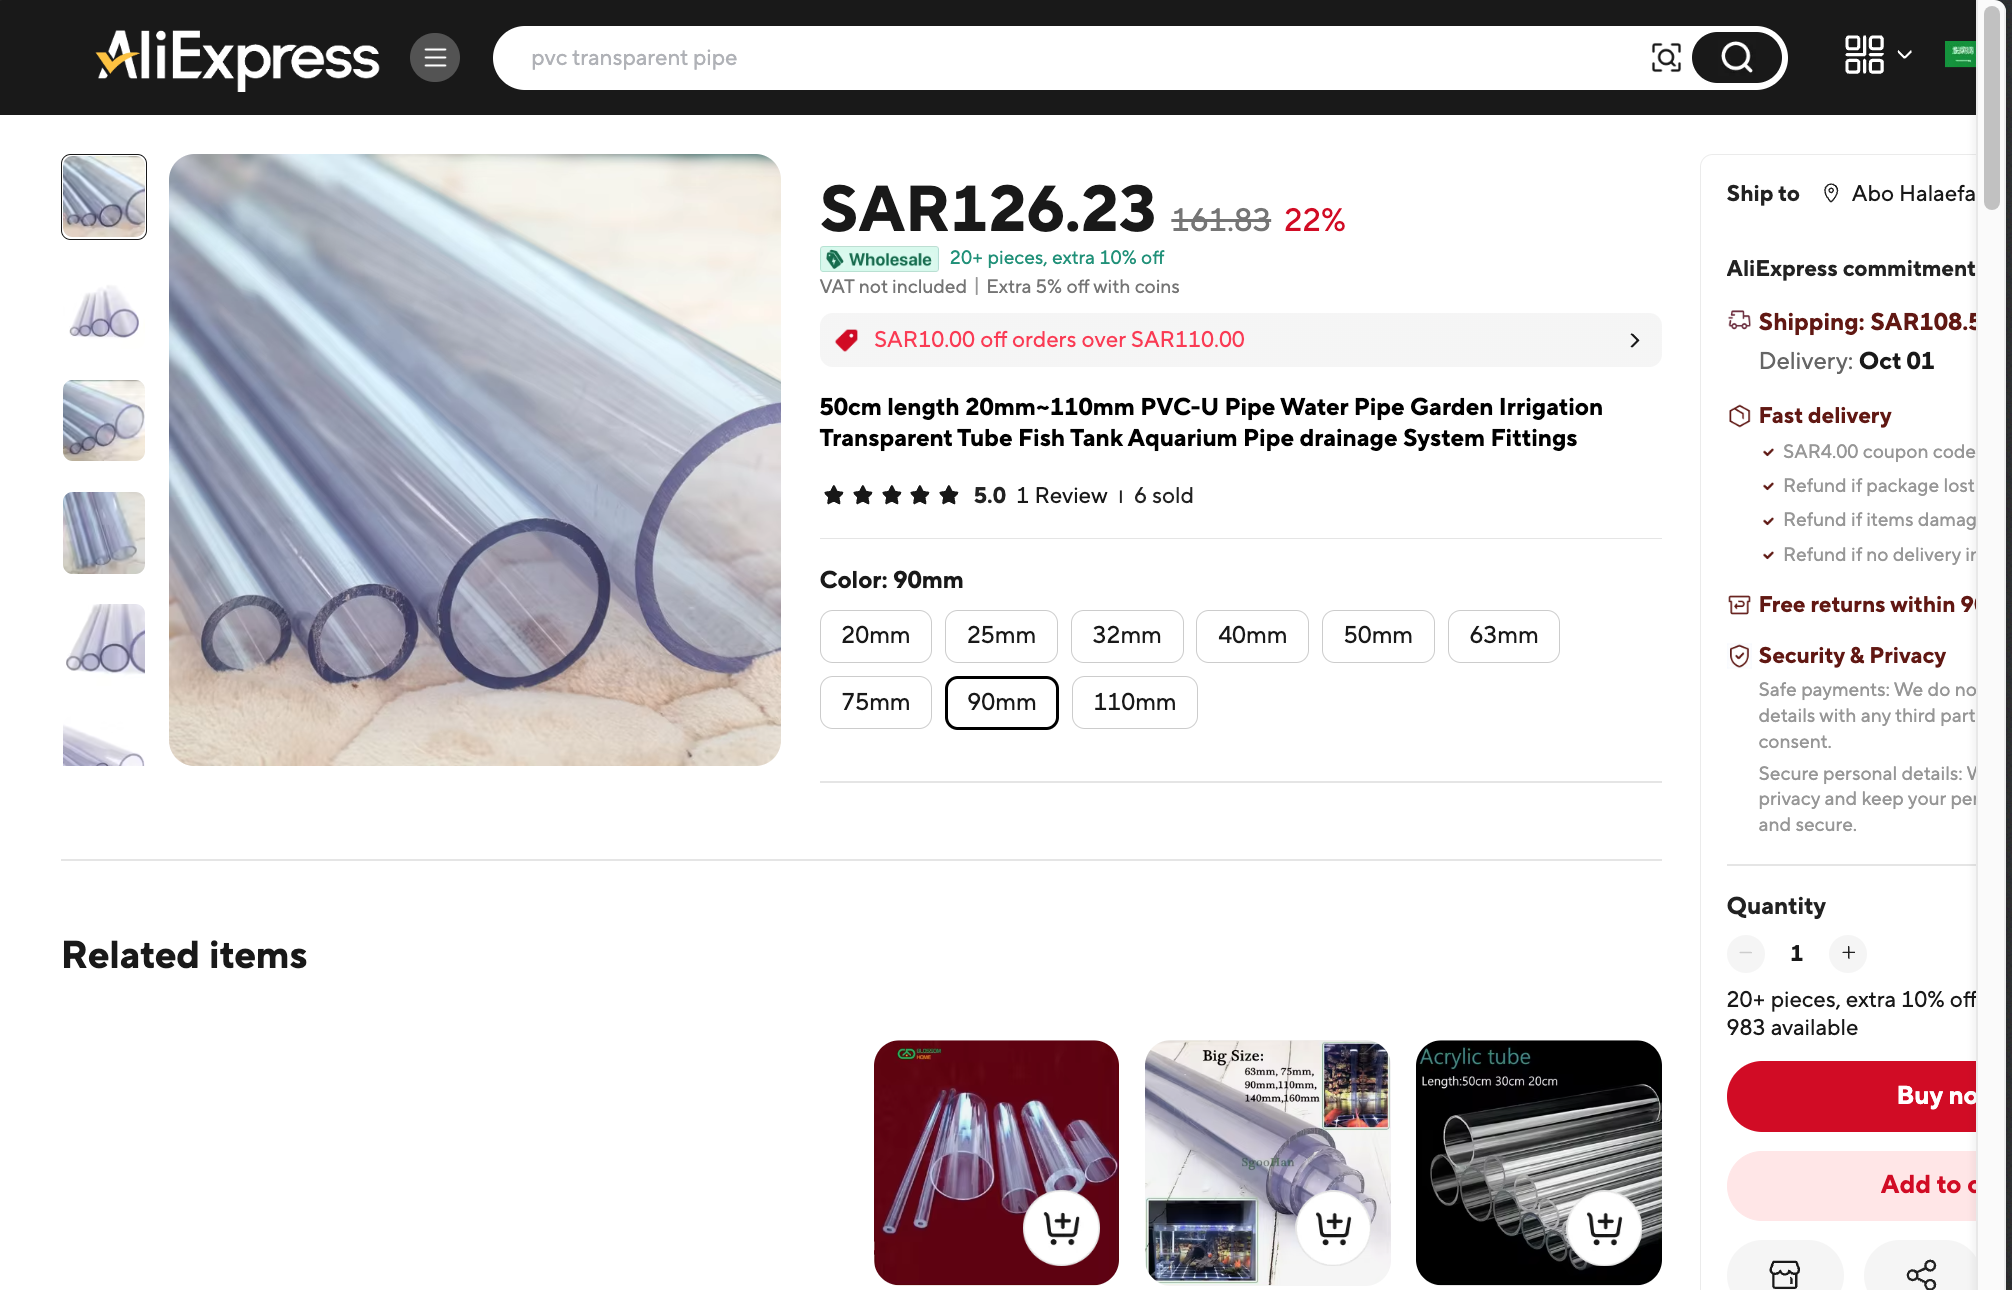 AliExpress
pvc transparent pipe
SAR126.23 161.83 22%
Wholesale 20+ pieces, extra 10% off
VAT not included | Extra 5% off with coins
SAR10.00 off orders over SAR110.00
50cm length 20mm~110mm PVC-U Pipe Water Pipe Garden Irrigation
Transparent Tube Fish Tank Aquarium Pipe drainage System Fittings
5.0 1 Review | 6 sold
Color: 90mm
20mm 25mm 32mm 40mm 50mm 63mm
75mm 90mm 110mm
Ship to Abo Halaefa
AliExpress commitment
Shipping: SAR108.5
Delivery: Oct 01
Fast delivery
SAR4.00 coupon code
Refund if package lost
Refund if items damag
Refund if no delivery
Free returns within
Security & Privacy
Safe payments: We do no
details with any third part
consent.
Secure personal details:
privacy and keep your per
and secure.
Quantity
1
20+ pieces, extra 10% off
983 available
Buy no
Add to
Related items
BLOSSOM
HOME
Big Size:
63mm, 75mm,
90mm,110mm,
140mm,160mm
SgooHan
Acrylic tube
Length:50cm 30cm 20cm